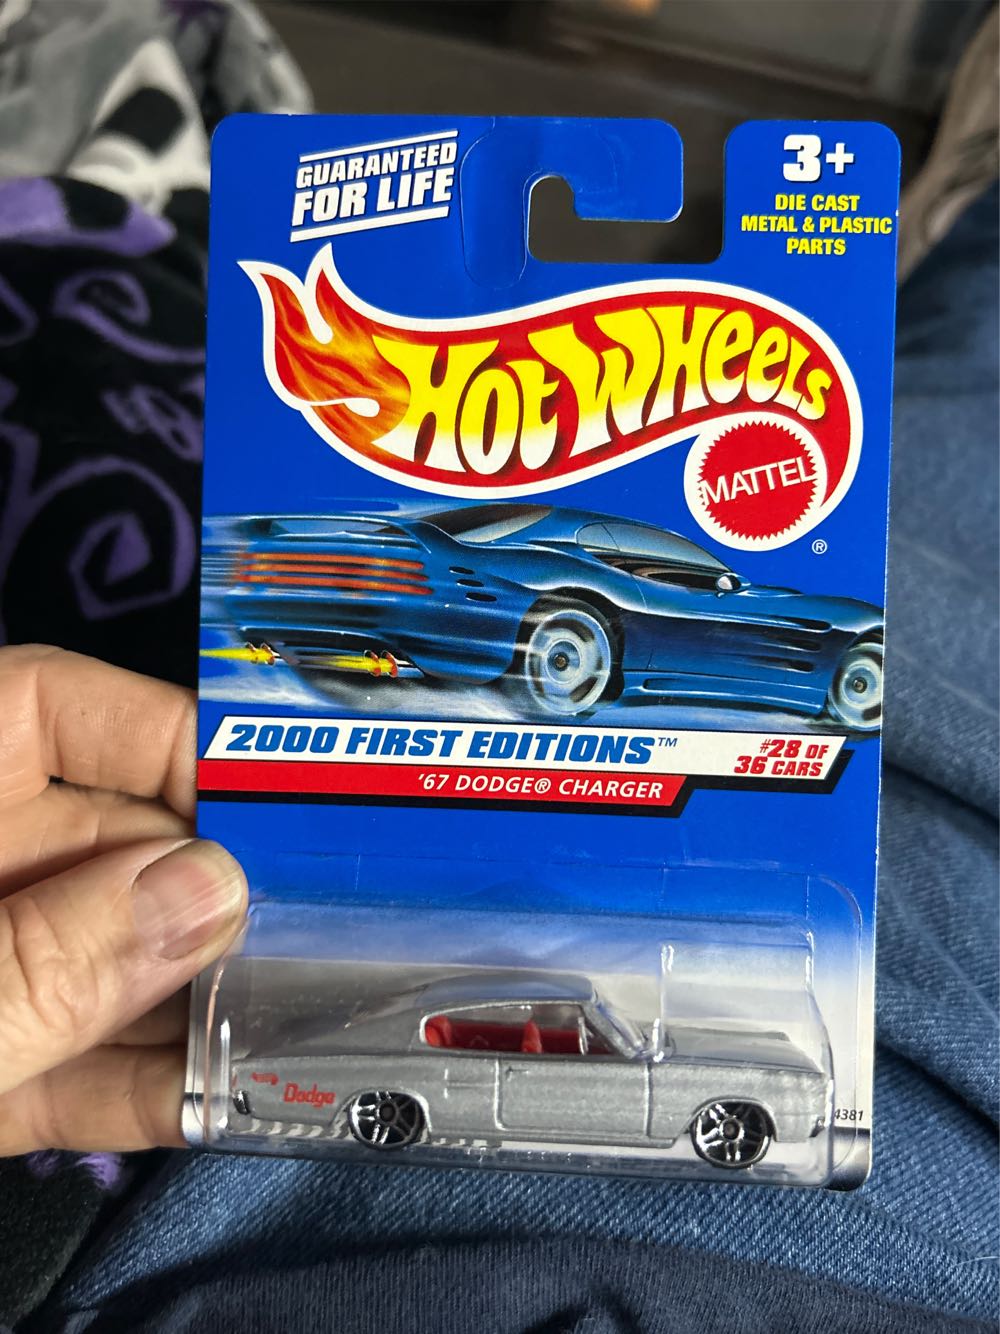 GUARANTEED
FOR LIFE
3+
DIE CAST
METAL & PLASTIC
PARTS
HOT WHEELS
MATTEL
®
2000 FIRST EDITIONS™
#28 OF
36 CARS
'67 DODGE® CHARGER
Dodge
4381